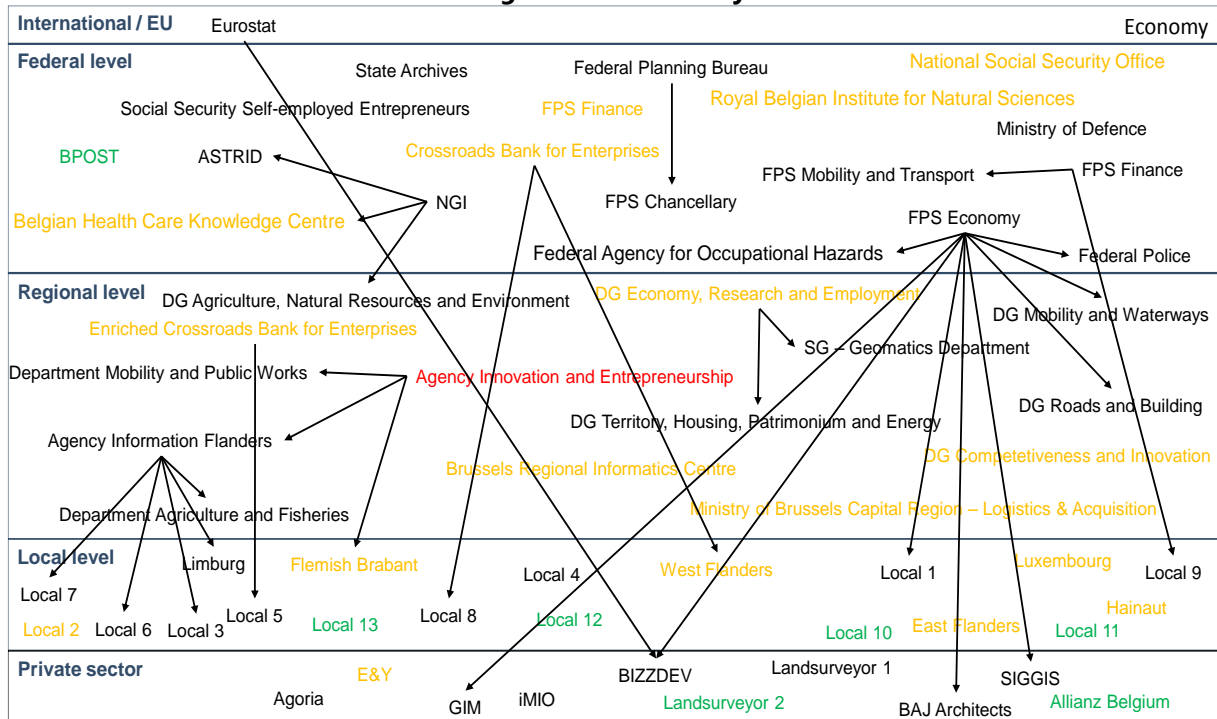 International / EU
Eurostat
Economy
Federal level
National Social Security Office
State Archives
Federal Planning Bureau
Royal Belgian Institute for Natural Sciences
Social Security Self-employed Entrepreneurs
FPS Finance
Ministry of Defence
BPOST
ASTRID
Crossroads Bank for Enterprises
FPS Mobility and Transport
FPS Finance
NGI
FPS Chancellary
Belgian Health Care Knowledge Centre
FPS Economy
Federal Agency for Occupational Hazards
Federal Police
Regional level
DG Agriculture, Natural Resources and Environment
DG Economy, Research and Employment
Enriched Crossroads Bank for Enterprises
DG Mobility and Waterways
SG – Geomatics Department
Department Mobility and Public Works
Agency Innovation and Entrepreneurship
DG Roads and Building
DG Territory, Housing, Patrimonium and Energy
Agency Information Flanders
DG Competetiveness and Innovation
Brussels Regional Informatics Centre
Ministry of Brussels Capital Region – Logistics & Acquisition
Department Agriculture and Fisheries
Local level
Limburg
Flemish Brabant
Local 4
West Flanders
Local 1
Luxembourg
Local 9
Local 7
Local 2
Local 6
Local 3
Local 5
Local 13
Local 8
Local 12
Local 10
East Flanders
Local 11
Hainaut
Private sector
E&Y
BIZZDEV
Landsurveyor 1
SIGGIS
Agoria
GIM
iMIO
Landsurveyor 2
BAJ Architects
Allianz Belgium